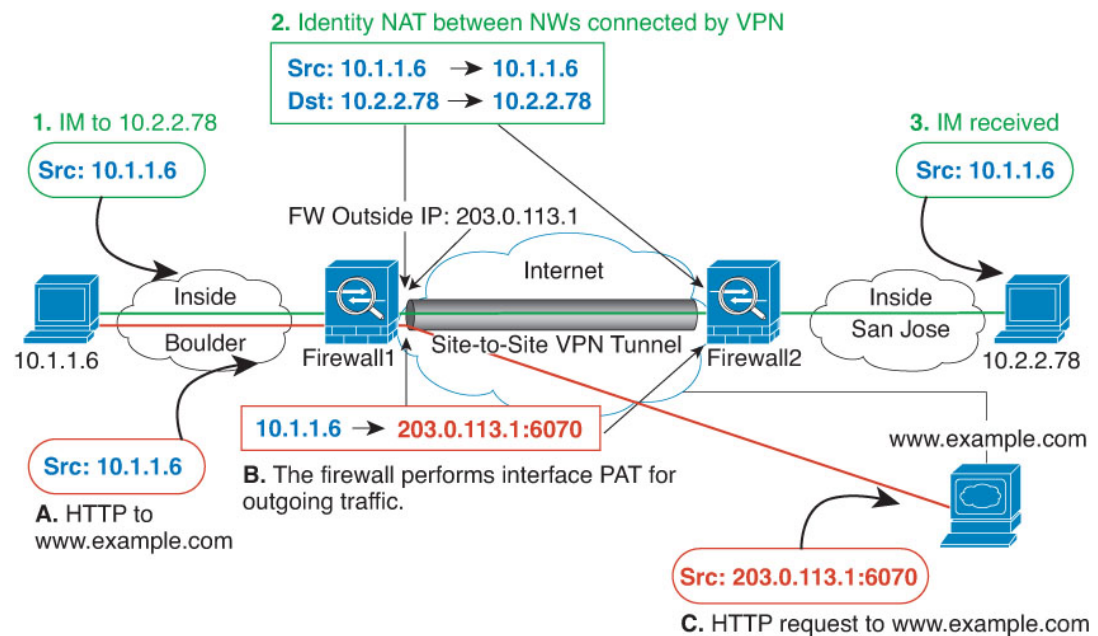 2. Identity NAT between NWs connected by VPN
Src: 10.1.1.6 → 10.1.1.6
Dst: 10.2.2.78 → 10.2.2.78
1. IM to 10.2.2.78
Src: 10.1.1.6
3. IM received
Src: 10.1.1.6
FW Outside IP: 203.0.113.1
Internet
Inside
Boulder
Inside
San Jose
10.1.1.6
Firewall1
Site-to-Site VPN Tunnel
Firewall2
10.2.2.78
10.1.1.6 → 203.0.113.1:6070
B. The firewall performs interface PAT for
outgoing traffic.
Src: 10.1.1.6
A. HTTP to
www.example.com
www.example.com
Src: 203.0.113.1:6070
C. HTTP request to www.example.com